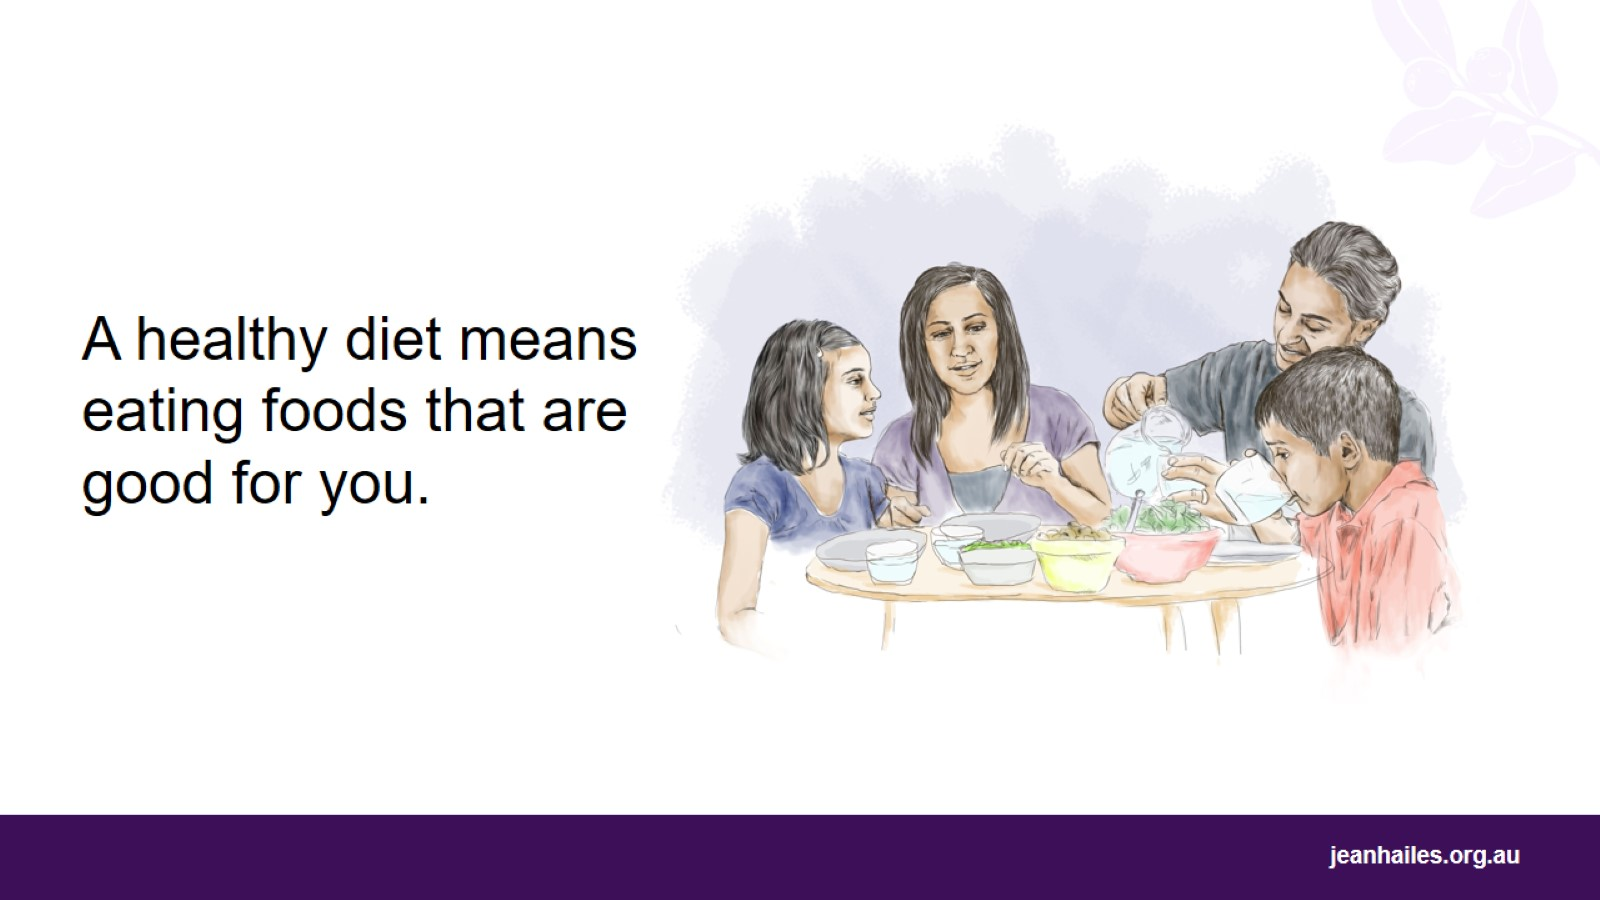 A healthy diet means
eating foods that are
good for you.
jeanhailes.org.au